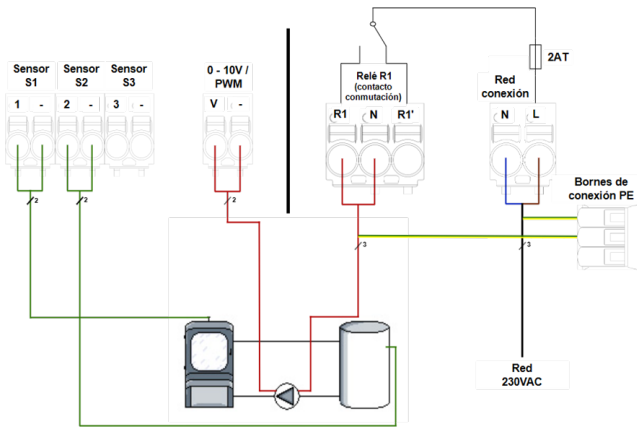 Sensor S1
Sensor S2
Sensor S3
1 - 2 - 3 -
0 - 10V / PWM
V -
Relé R1
(contacto
conmutación)
R1 N R1'
2AT
Red
conexión
N L
Bornes de
conexión PE
2
2
2
3
3
Red
230VAC